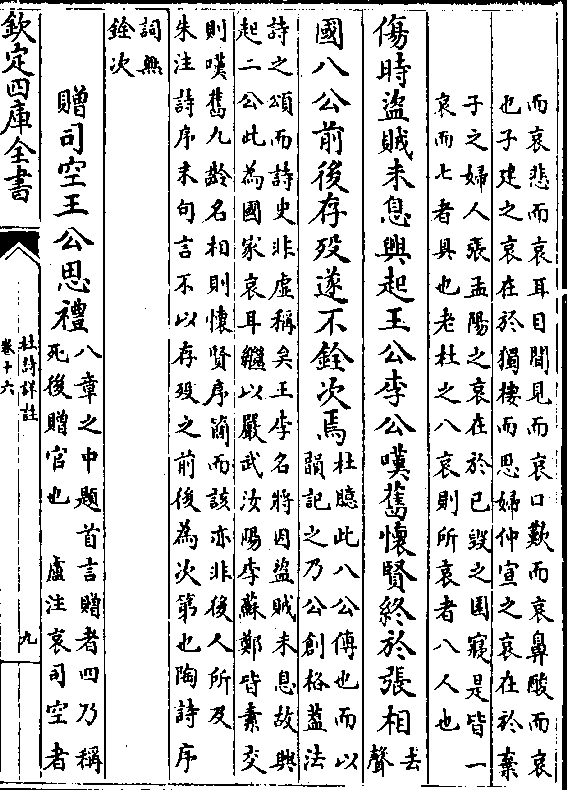 而哀悲而哀耳目聞見而哀口歎而哀鼻酸而哀
也子建之哀在於獨棲而思婦仲宣之哀在於棄
子之婦人張孟陽之哀在於已毀之園寢是皆一
哀而七者具也老杜之八哀則所哀者八人也
傷時盜賊未息興起王公李公嘆舊懷賢終於張相去
聲
國八公前後存歿遂不銓次焉杜臆此八公傳也而以
韻記之乃公創格蓋法
詩之頌而詩史非虛稱矣王李名將因盜賊未息故興
起二公此為國家哀耳繼以嚴武汝陽李蘇鄭皆素交
則嘆舊九齡名相則懷賢序簡而該亦非後人所及
朱注詩序末句言不以存歿之前後為次第也陶詩序
詞無
銓次
贈司空王公思禮八章之中題首言贈者四乃稱
死後贈官也 盧注哀司空者
欽定四庫全書
杜詩詳註
卷十六
九